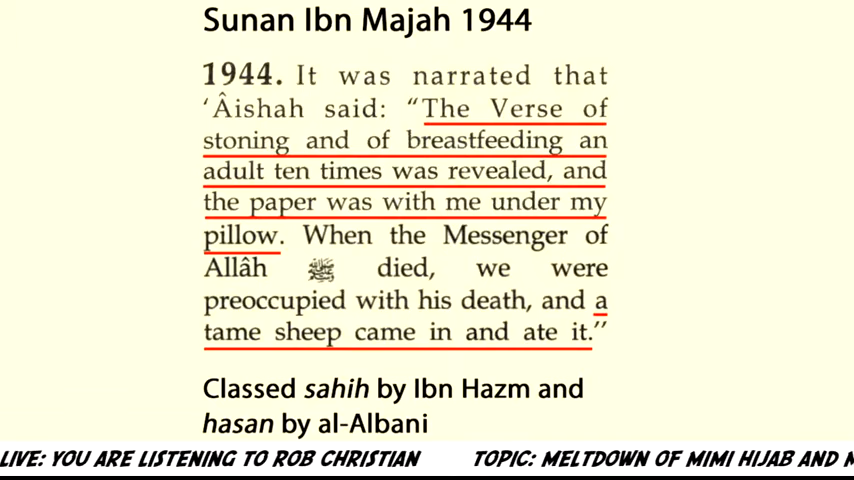 Sunan Ibn Majah 1944
1944. It was narrated that
‘Âishah said: “The Verse of
stoning and of breastfeeding an
adult ten times was revealed, and
the paper was with me under my
pillow. When the Messenger of
Allâh ﷺ died, we were
preoccupied with his death, and a
tame sheep came in and ate it.”
Classed sahih by Ibn Hazm and
hasan by al-Albani
LIVE: YOU ARE LISTENING TO ROB CHRISTIAN TOPIC: MELTDOWN OF MIMI HIJAB AND